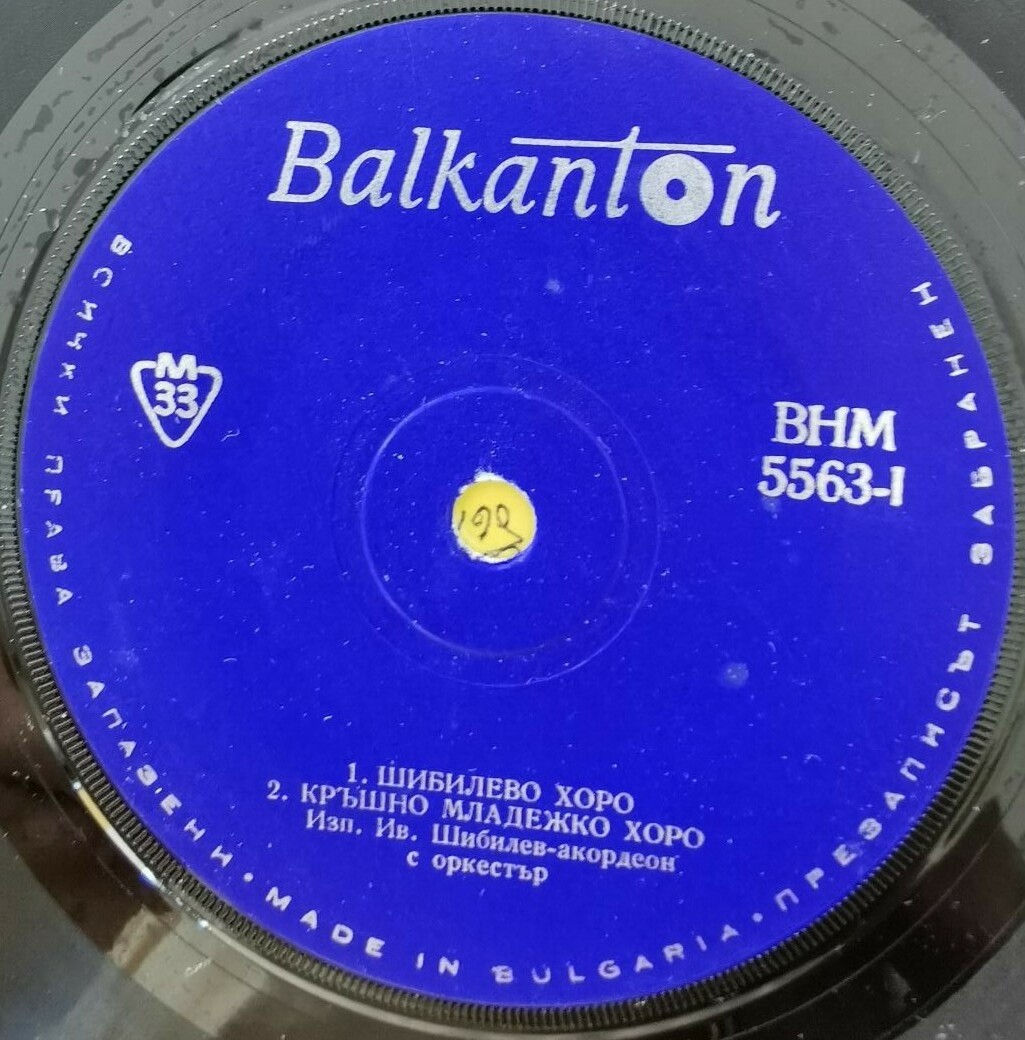 Balkanton
M
33
ВНМ
5563-I
192
1. ШИБИЛЕВО ХОРО
2. КРЪШНО МЛАДЕЖКО ХОРО
Изп. Ив. Шибилев-акордеон
с оркестър
ВСИЧКИ ПРАВА ЗАПАЗЕНИ • MADE IN BULGARIA • ПРЕЗАПИСЪТ ЗАБРАНЕН